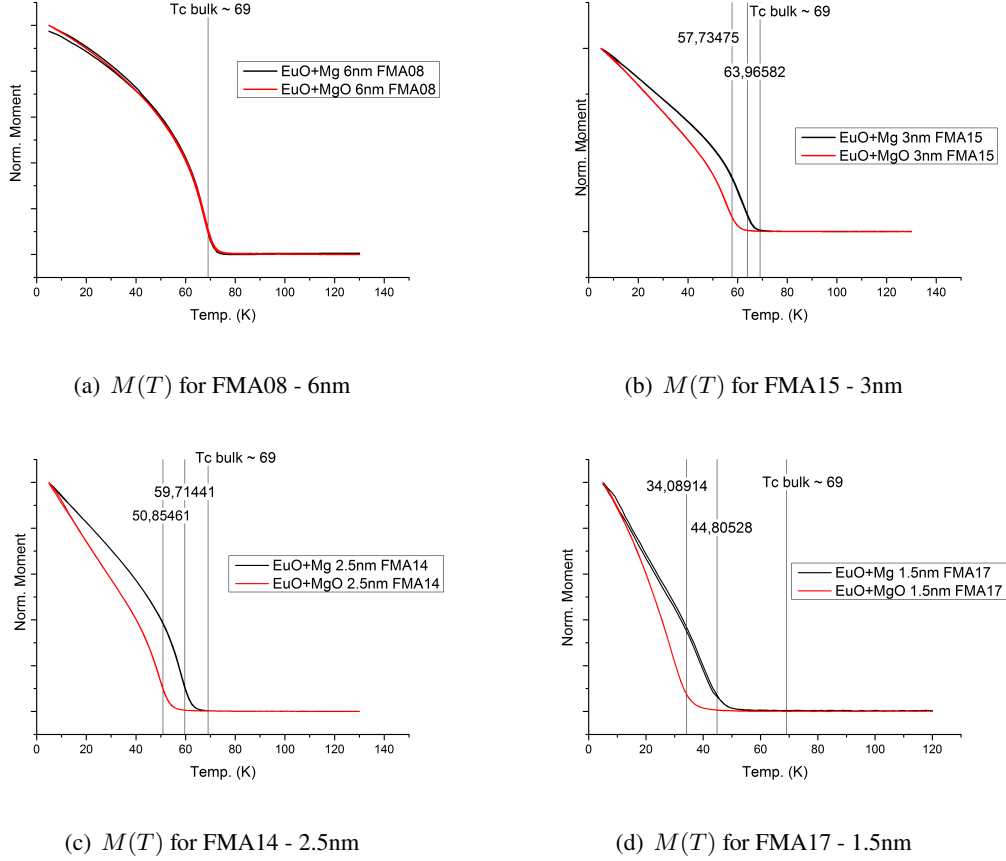 Tc bulk ~ 69
Norm. Moment
EuO+Mg 6nm FMA08
EuO+MgO 6nm FMA08
0 20 40 60 80 100 120 140
Temp. (K)
(a) M(T) for FMA08 - 6nm
Tc bulk ~ 69
57,73475
63,96582
Norm. Moment
EuO+Mg 3nm FMA15
EuO+MgO 3nm FMA15
0 20 40 60 80 100 120 140
Temp. (K)
(b) M(T) for FMA15 - 3nm
Tc bulk ~ 69
59,71441
50,85461
Norm. Moment
EuO+Mg 2.5nm FMA14
EuO+MgO 2.5nm FMA14
0 20 40 60 80 100 120 140
Temp. (K)
(c) M(T) for FMA14 - 2.5nm
Tc bulk ~ 69
34,08914
44,80528
Norm. Moment
EuO+Mg 1.5nm FMA17
EuO+MgO 1.5nm FMA17
0 20 40 60 80 100 120
Temp. (K)
(d) M(T) for FMA17 - 1.5nm